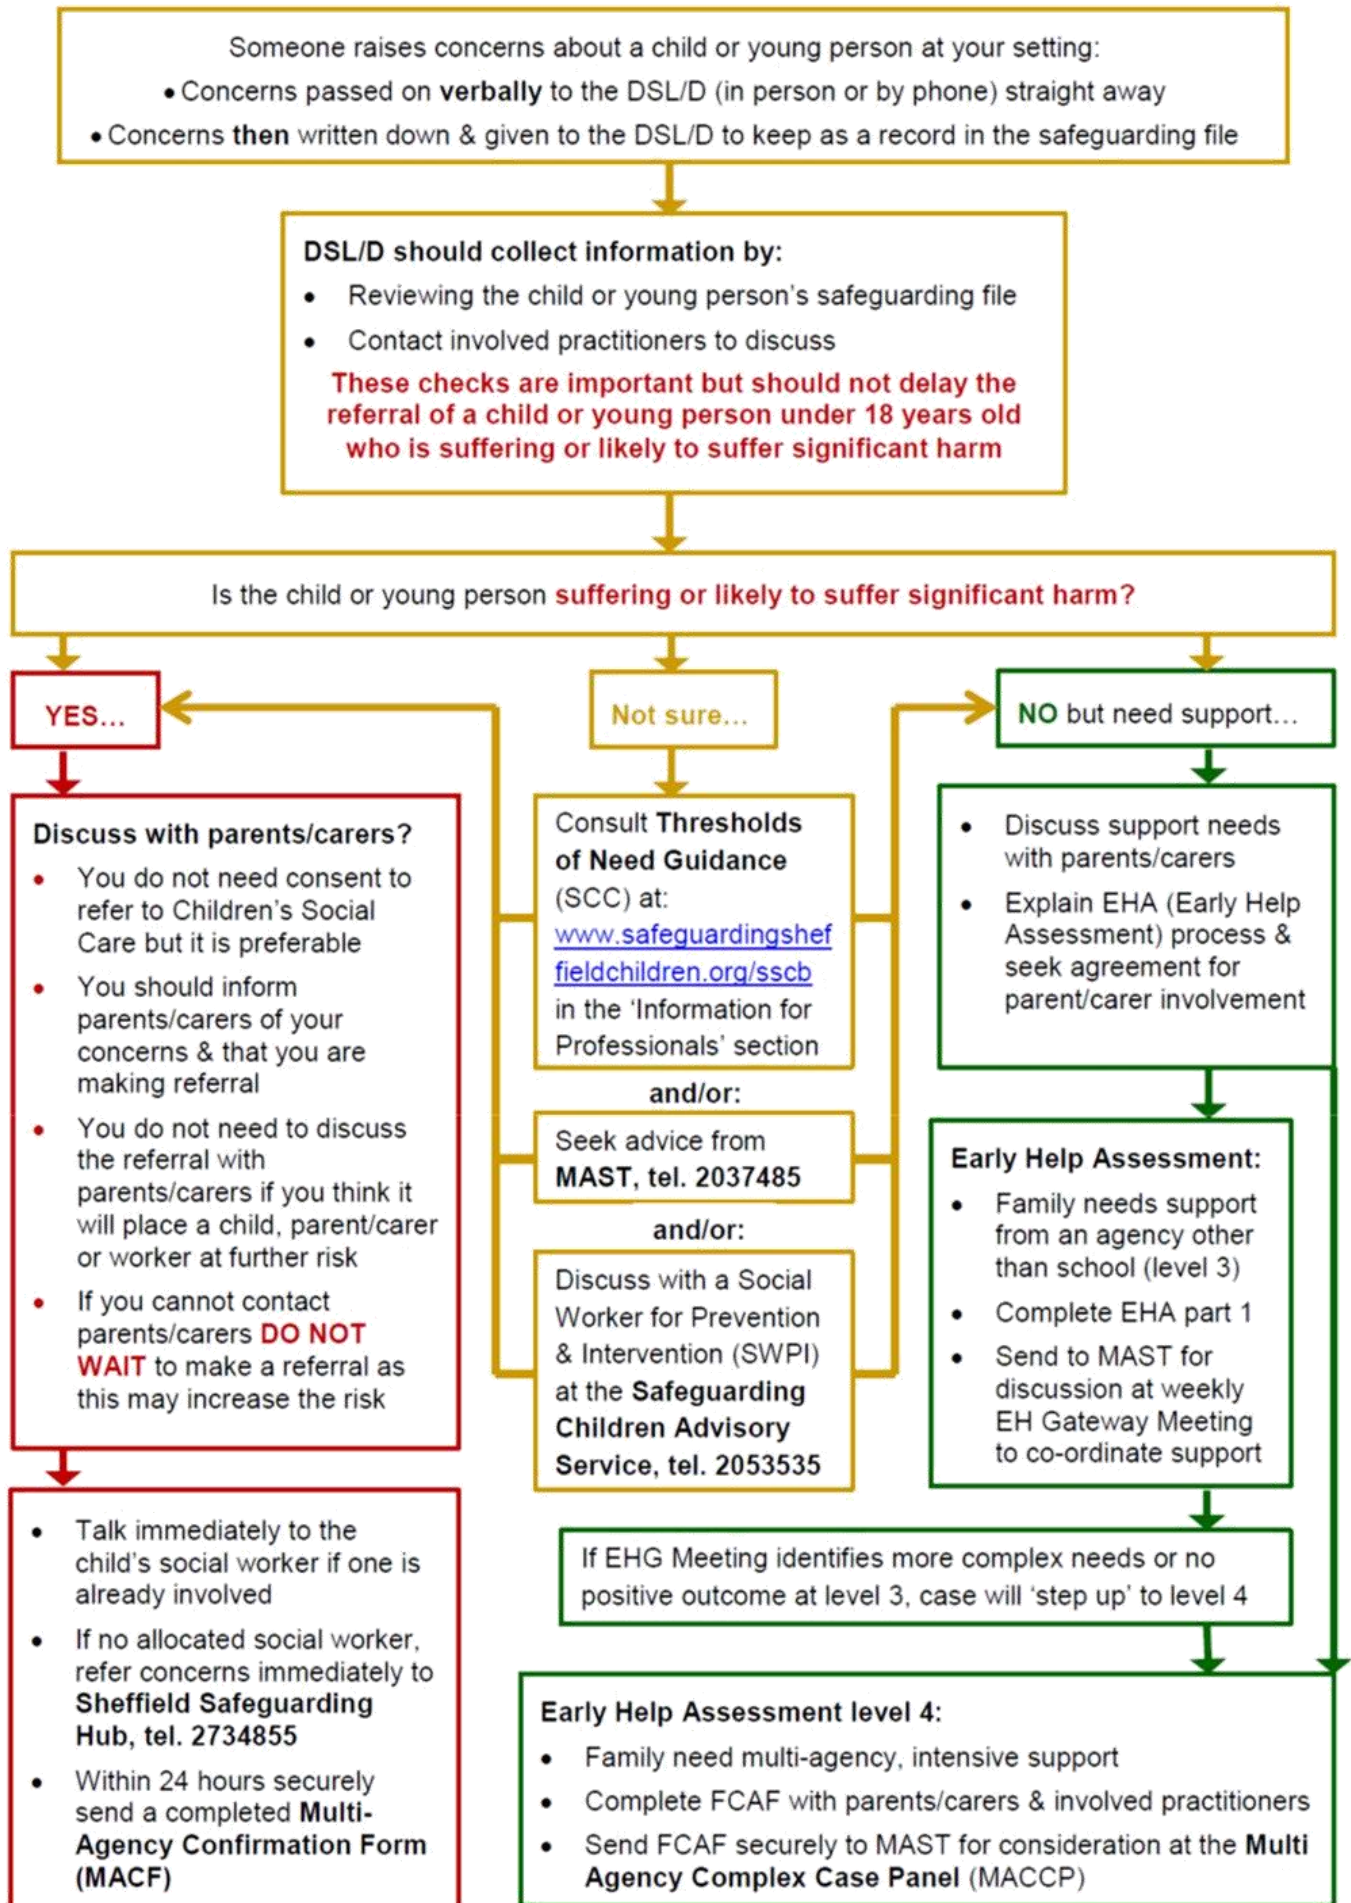 Someone raises concerns about a child or young person at your setting:
• Concerns passed on verbally to the DSL/D (in person or by phone) straight away
• Concerns then written down & given to the DSL/D to keep as a record in the safeguarding file
DSL/D should collect information by:
• Reviewing the child or young person's safeguarding file
• Contact involved practitioners to discuss
These checks are important but should not delay the
referral of a child or young person under 18 years old
who is suffering or likely to suffer significant harm
Is the child or young person suffering or likely to suffer significant harm?
YES...
Discuss with parents/carers?
• You do not need consent to
refer to Children's Social
Care but it is preferable
• You should inform
parents/carers of your
concerns & that you are
making referral
• You do not need to discuss
the referral with
parents/carers if you think it
will place a child, parent/carer
or worker at further risk
• If you cannot contact
parents/carers DO NOT
WAIT to make a referral as
this may increase the risk
• Talk immediately to the
child's social worker if one is
already involved
• If no allocated social worker,
refer concerns immediately to
Sheffield Safeguarding
Hub, tel. 2734855
• Within 24 hours securely
send a completed Multi-
Agency Confirmation Form
(MACF)
Not sure...
Consult Thresholds
of Need Guidance
(SCC) at:
www.safeguardingshef
fieldchildren.org/sscb
in the 'Information for
Professionals' section
and/or:
Seek advice from
MAST, tel. 2037485
and/or:
Discuss with a Social
Worker for Prevention
& Intervention (SWPI)
at the Safeguarding
Children Advisory
Service, tel. 2053535
NO but need support...
• Discuss support needs
with parents/carers
• Explain EHA (Early Help
Assessment) process &
seek agreement for
parent/carer involvement
Early Help Assessment:
• Family needs support
from an agency other
than school (level 3)
• Complete EHA part 1
• Send to MAST for
discussion at weekly
EH Gateway Meeting
to co-ordinate support
If EHG Meeting identifies more complex needs or no
positive outcome at level 3, case will 'step up' to level 4
Early Help Assessment level 4:
• Family need multi-agency, intensive support
• Complete FCAF with parents/carers & involved practitioners
• Send FCAF securely to MAST for consideration at the Multi
Agency Complex Case Panel (MACCP)